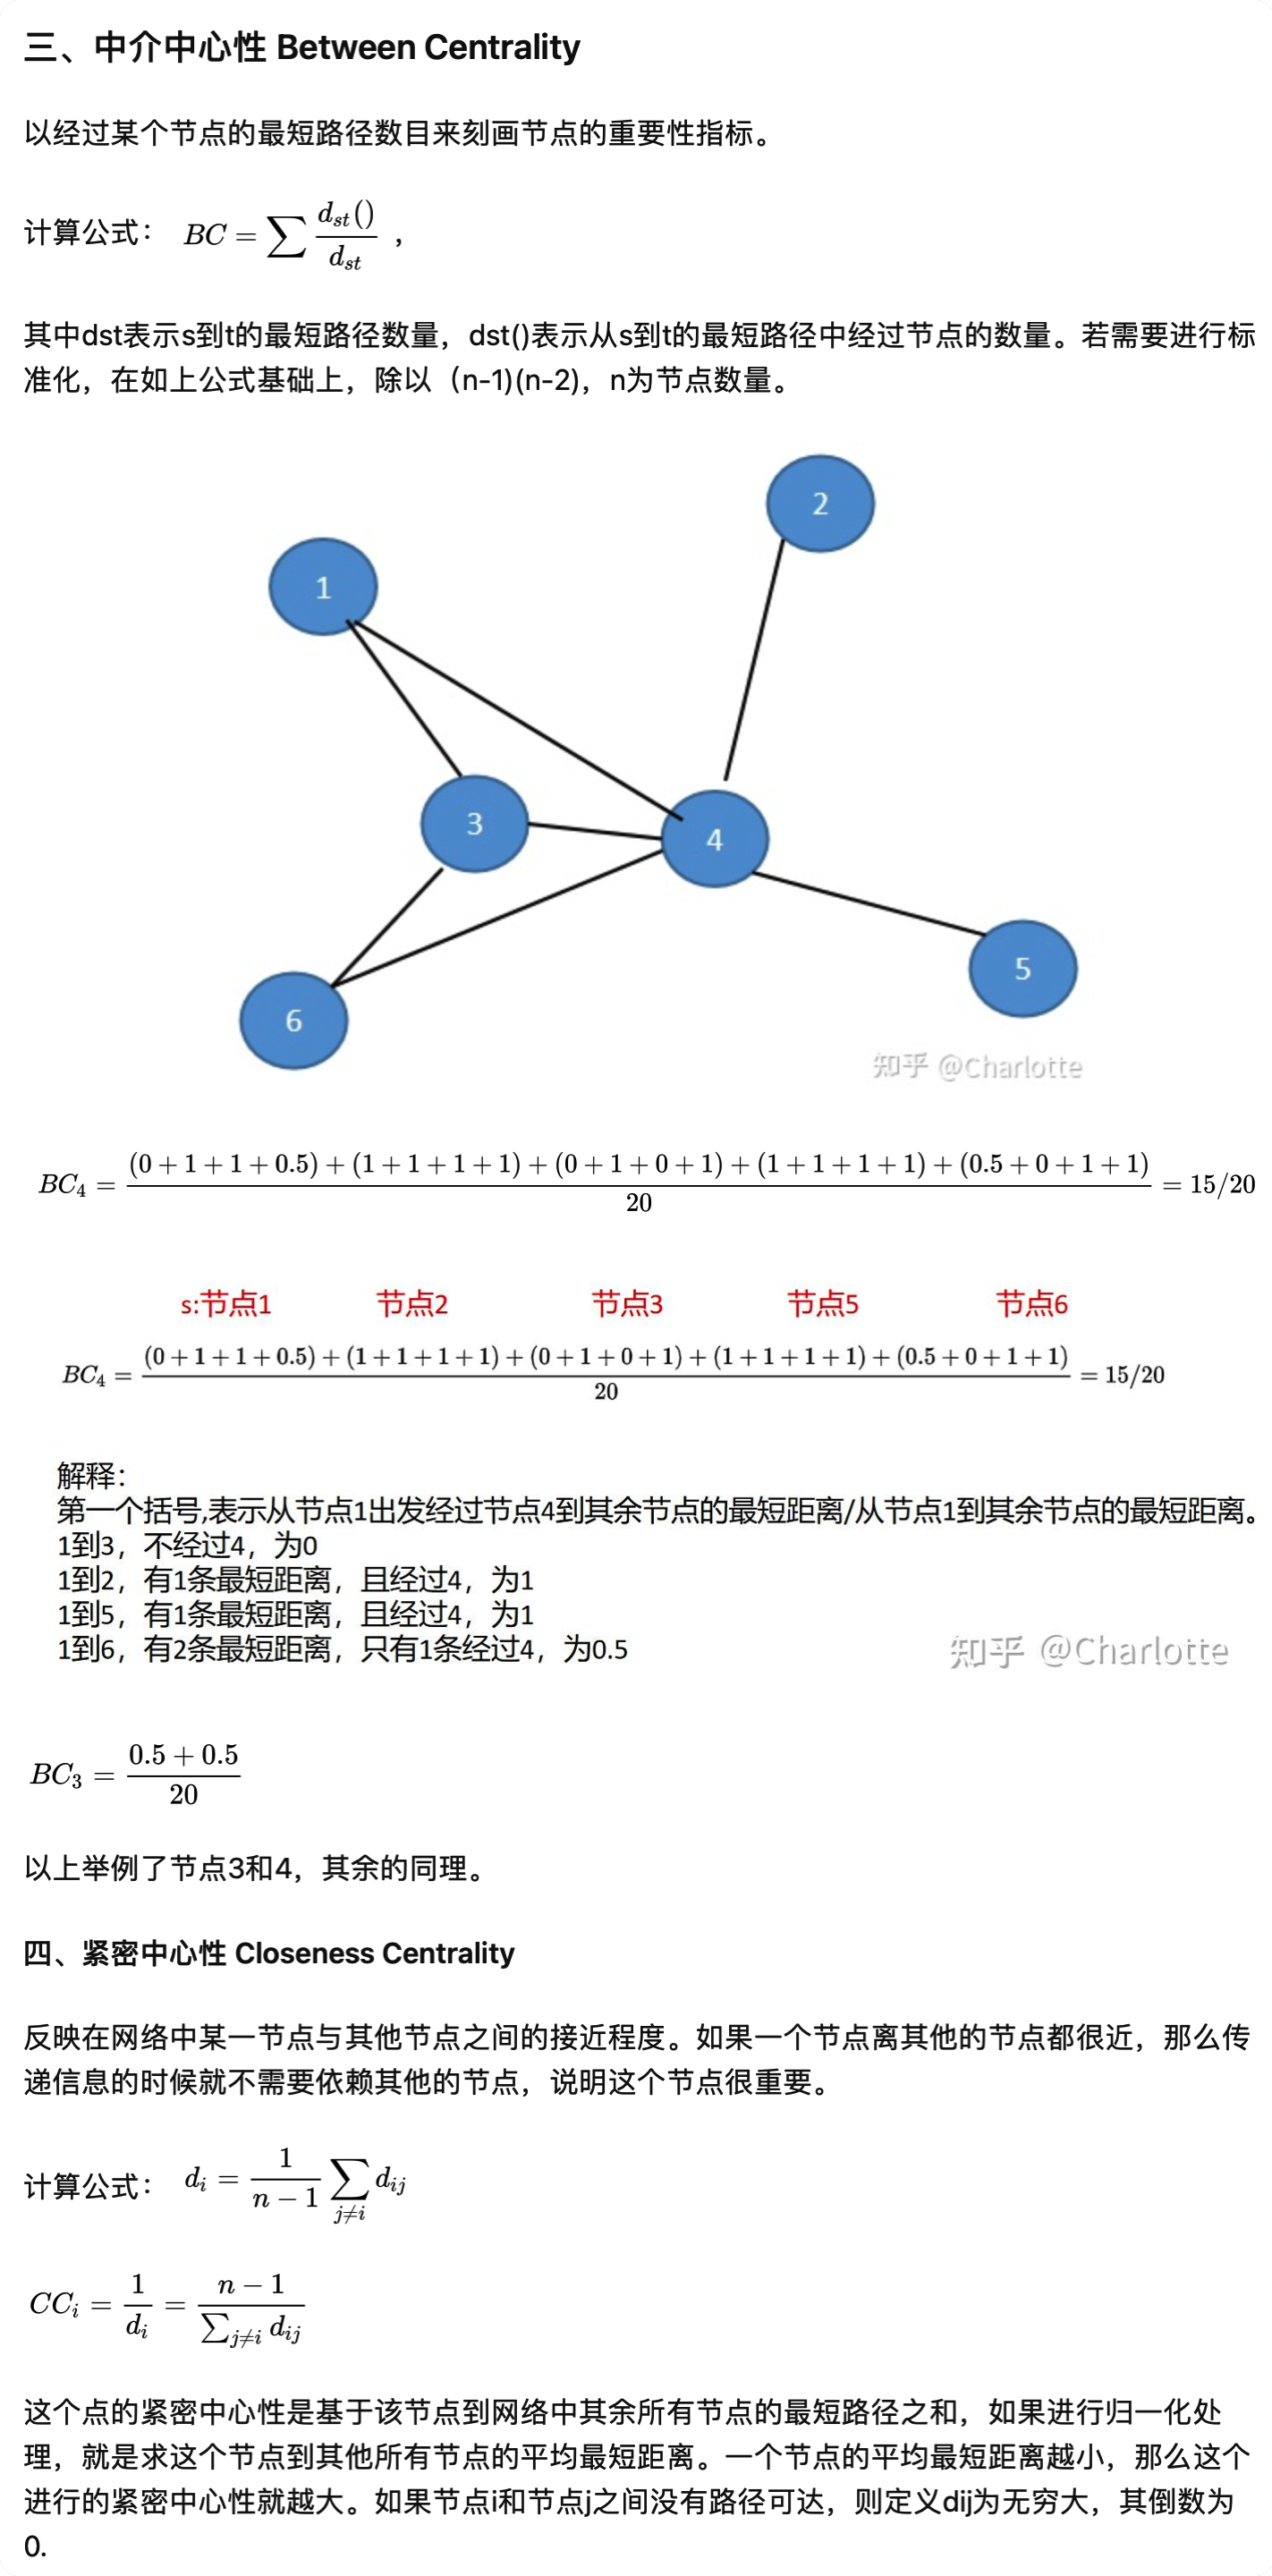 三、中介中心性 Between Centrality
以经过某个节点的最短路径数目来刻画节点的重要性指标。
计算公式： BC = ∑ d_st() / d_st ，
其中dst表示s到t的最短路径数量，dst()表示从s到t的最短路径中经过节点的数量。若需要进行标
准化，在如上公式基础上，除以（n-1)(n-2)，n为节点数量。
2
1
3
4
5
6
知乎 @Charlotte
BC₄ = ((0 + 1 + 1 + 0.5) + (1 + 1 + 1 + 1) + (0 + 1 + 0 + 1) + (1 + 1 + 1 + 1) + (0.5 + 0 + 1 + 1)) / 20 = 15/20
s:节点1 节点2 节点3 节点5 节点6
BC₄ = ((0 + 1 + 1 + 0.5) + (1 + 1 + 1 + 1) + (0 + 1 + 0 + 1) + (1 + 1 + 1 + 1) + (0.5 + 0 + 1 + 1)) / 20 = 15/20
解释：
第一个括号,表示从节点1出发经过节点4到其余节点的最短距离/从节点1到其余节点的最短距离。
1到3，不经过4，为0
1到2，有1条最短距离，且经过4，为1
1到5，有1条最短距离，且经过4，为1
1到6，有2条最短距离，只有1条经过4，为0.5
知乎 @Charlotte
BC₃ = (0.5 + 0.5) / 20
以上举例了节点3和4，其余的同理。
四、紧密中心性 Closeness Centrality
反映在网络中某一节点与其他节点之间的接近程度。如果一个节点离其他的节点都很近，那么传
递信息的时候就不需要依赖其他的节点，说明这个节点很重要。
计算公式： d_i = 1 / (n − 1) ∑_{j≠i} d_ij
CC_i = 1 / d_i = (n − 1) / ∑_{j≠i} d_ij
这个点的紧密中心性是基于该节点到网络中其余所有节点的最短路径之和，如果进行归一化处
理，就是求这个节点到其他所有节点的平均最短距离。一个节点的平均最短距离越小，那么这个
进行的紧密中心性就越大。如果节点i和节点j之间没有路径可达，则定义dij为无穷大，其倒数为
0.